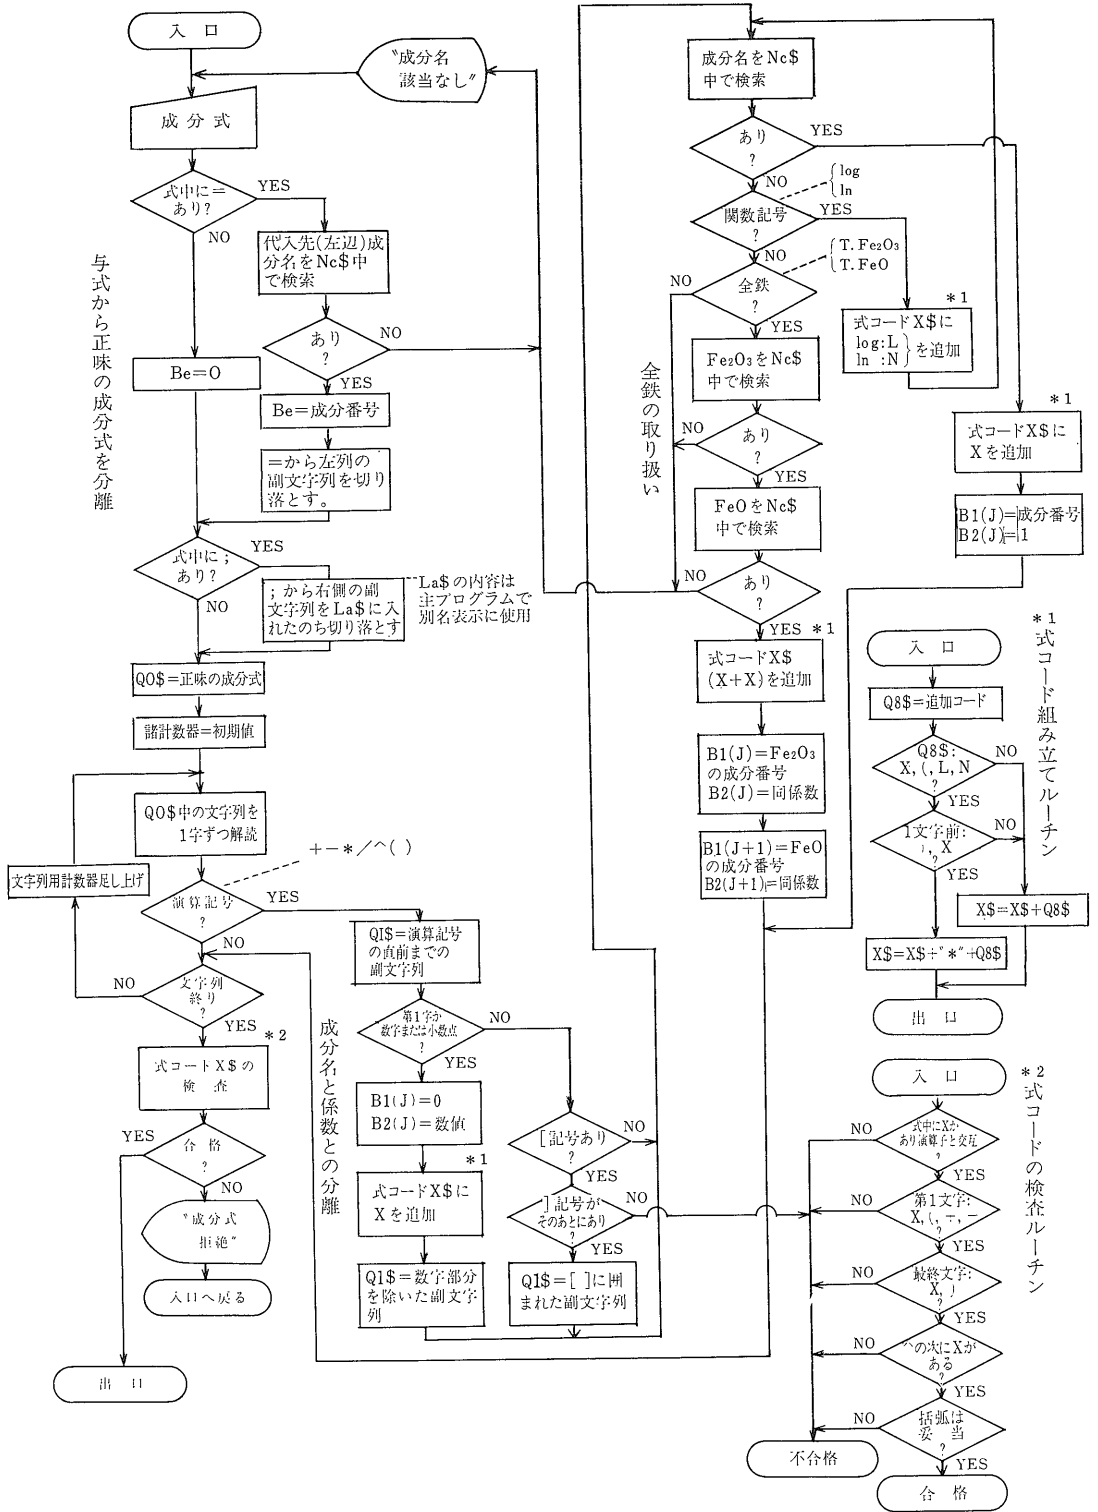 入口
"成分名
該当なし"
成分式
式中に=
あり?
YES
NO
代入先(左辺)成
分名をNc$中
で検索
あり
?
NO
YES
Be=O
Be=成分番号
=から左列の
副文字列を切り
落とす。
与式から正味の成分式を分離
式中に;
あり?
YES
NO
;から右側の副
文字列をLa$に入
れたのち切り落とす
La$の内容は
主プログラムで
別名表示に使用
QO$=正味の成分式
諸計数器=初期値
QO$中の文字列を
1字ずつ解読
文字列用計数器足し上げ
+-*/^()
演算記号
?
YES
NO
文字列
終り
?
NO
YES
*2
式コートX$の
検査
合格
?
YES
NO
"成分式
拒絶"
入口へ戻る
出口
成分名と係数との分離
QI$=演算記号
の直前までの
副文字列
第1字が
数字または小数点
?
NO
YES
B1(J)=0
B2(J)=数値
*1
式コードX$に
Xを追加
Q1$=数字部分
を除いた副文字
列
[記号あり
?
NO
YES
]記号が
そのあとにあり
?
NO
YES
Q1$=[ ]に囲
まれた副文字列
成分名をNc$
中で検索
あり
?
YES
NO
log
ln
関数記号
?
YES
NO
T.Fe₂O₃
T.FeO
全鉄
?
NO
YES
*1
式コードX$に
log:L
ln :N
を追加
全鉄の取り扱い
Fe₂O₃をNc$
中で検索
あり
?
NO
YES
FeOをNc$
中で検索
あり
?
NO
YES
*1
式コードX$
(X+X)を追加
B1(J)=Fe₂O₃
の成分番号
B2(J)=同係数
B1(J+1)=FeO
の成分番号
B2(J+1)=同係数
*1
式コードX$に
Xを追加
B1(J)=成分番号
B2(J)=1
*1式コード組み立てルーチン
入口
Q8$=追加コード
Q8$:
X, (, L, N
?
NO
YES
1文字前:
), X
?
NO
YES
X$=X$+Q8$
X$=X$+"*"+Q8$
出口
*2式コードの検査ルーチン
入口
式中にXが
あり演算子と交互
?
NO
YES
第1文字:
X, (, +, -
?
NO
YES
最終文字:
X, )
?
NO
YES
^の次にXが
ある
?
NO
YES
括弧は
妥当
?
NO
YES
不合格
合格